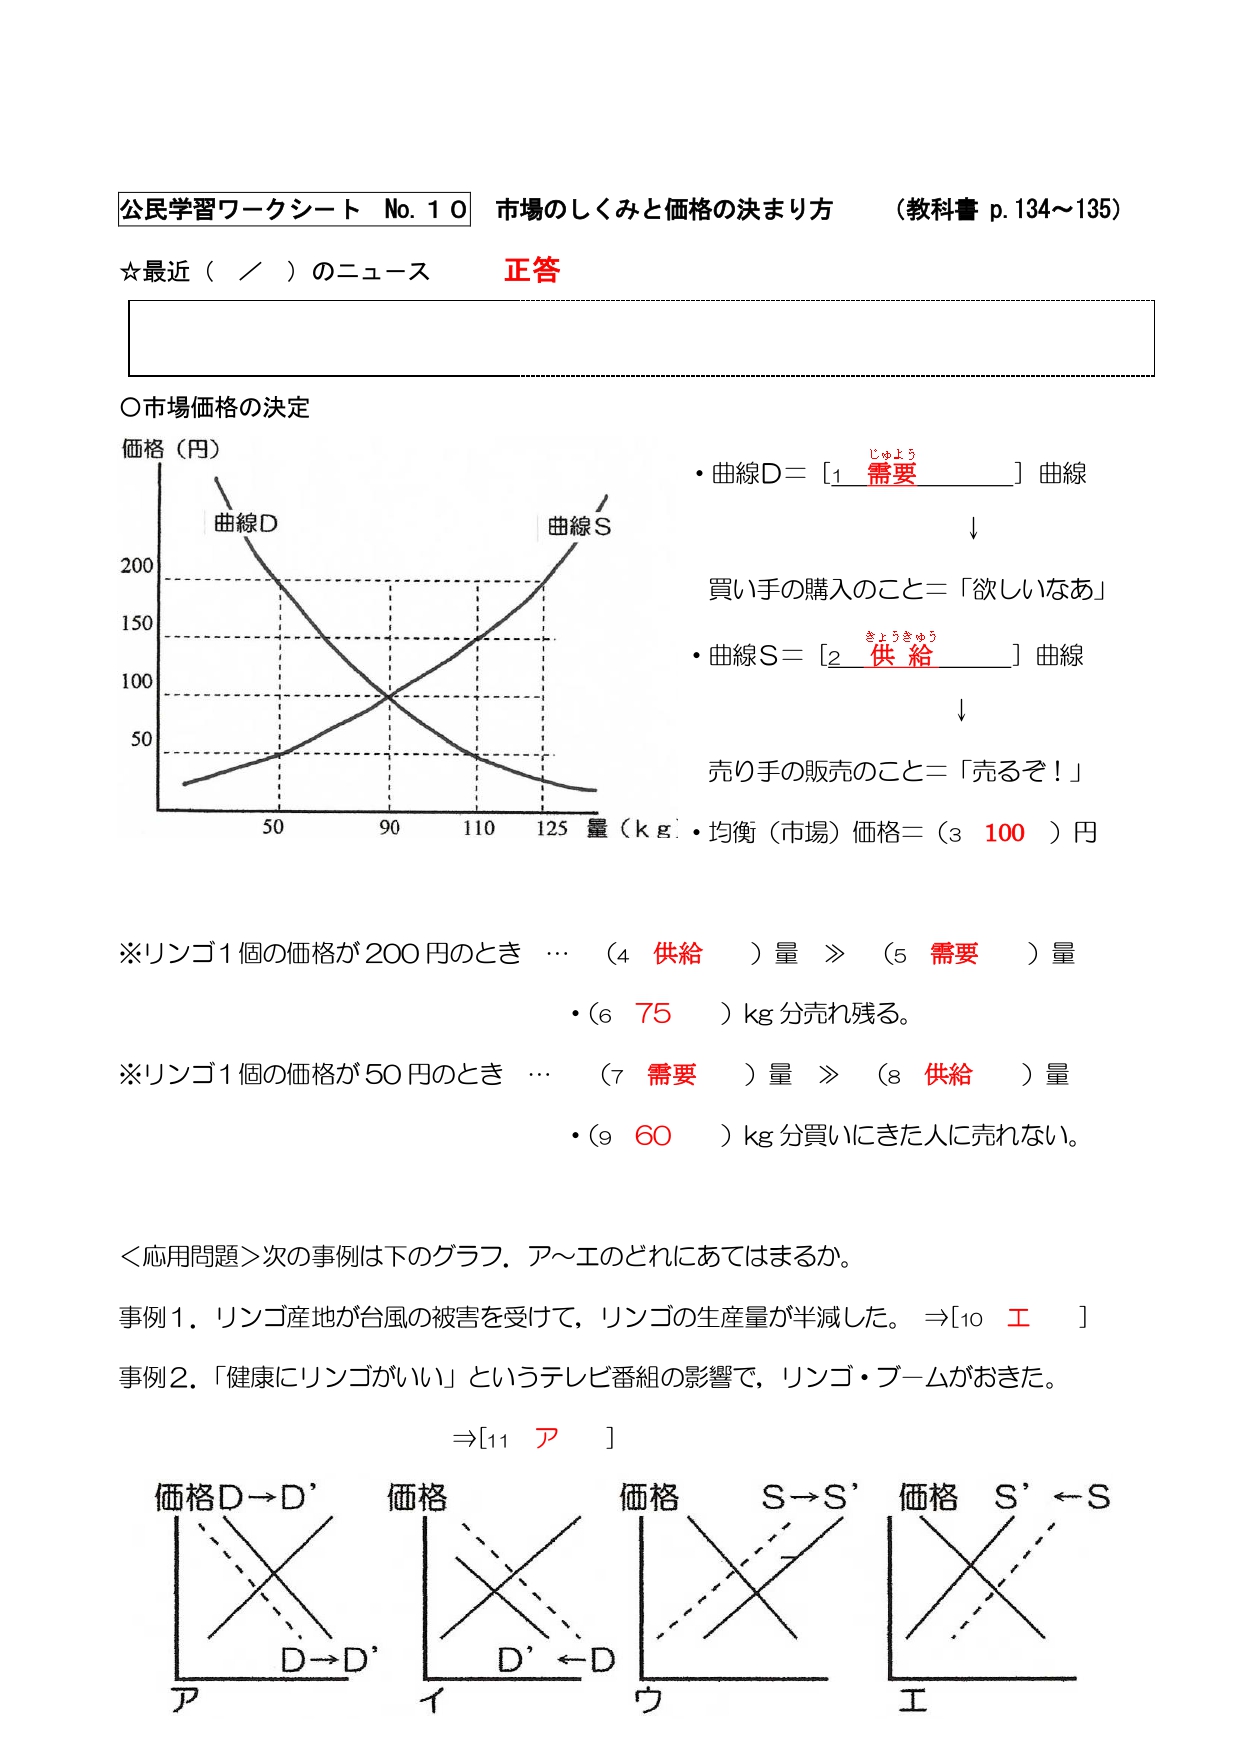 公民学習ワークシート　No.１０　市場のしくみと価格の決まり方　　（教科書 p.134～135）
☆最近（　／　）のニュース　　　正答
〇市場価格の決定
価格（円）
曲線D
曲線S
200
150
100
50
50　90　110　125　量（ｋｇ
・曲線D＝［1　需要　　　　］曲線
じゅよう
↓
買い手の購入のこと＝「欲しいなあ」
・曲線S＝［2　供給　　　］曲線
きょうきゅう
↓
売り手の販売のこと＝「売るぞ！」
・均衡（市場）価格＝（3　100　）円
※リンゴ１個の価格が200円のとき　…　（4　供給　　）量　≫　（5　需要　　）量
・（6　75　　）kg分売れ残る。
※リンゴ１個の価格が50円のとき　…　　（7　需要　　）量　≫　（8　供給　　）量
・（9　60　　）kg分買いにきた人に売れない。
＜応用問題＞次の事例は下のグラフ．ア～エのどれにあてはまるか。
事例１．リンゴ産地が台風の被害を受けて，リンゴの生産量が半減した。　⇒[10　エ　　]
事例２．「健康にリンゴがいい」というテレビ番組の影響で，リンゴ・ブームがおきた。
⇒[11　ア　　]
価格D→D’　　価格　　価格　　S→S’　価格　S’←S
D→D’　　D’←D
ア　イ　ウ　エ